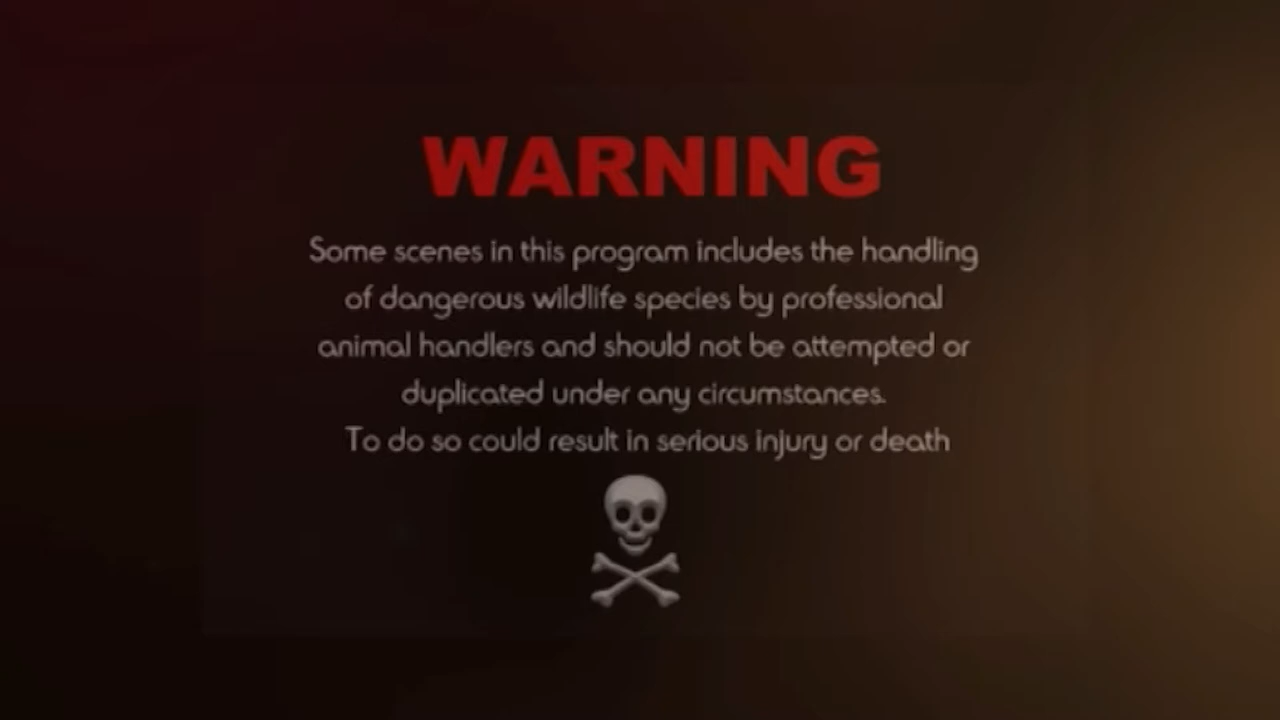 WARNING
Some scenes in this program includes the handling
of dangerous wildlife species by professional
animal handlers and should not be attempted or
duplicated under any circumstances.
To do so could result in serious injury or death